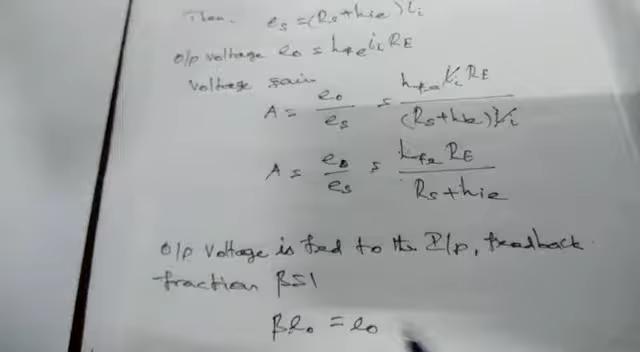 Then. es = (Rs+hie) ii
O/p voltage eo = hfe ii RE
Voltage gain
A = eo/es = hfe ii RE/(Rs+hie) ii
A = eo/es = hfe RE/Rs+hie
O/p Voltage is fed to the I/p, feedback
fraction β=1
βeo = eo